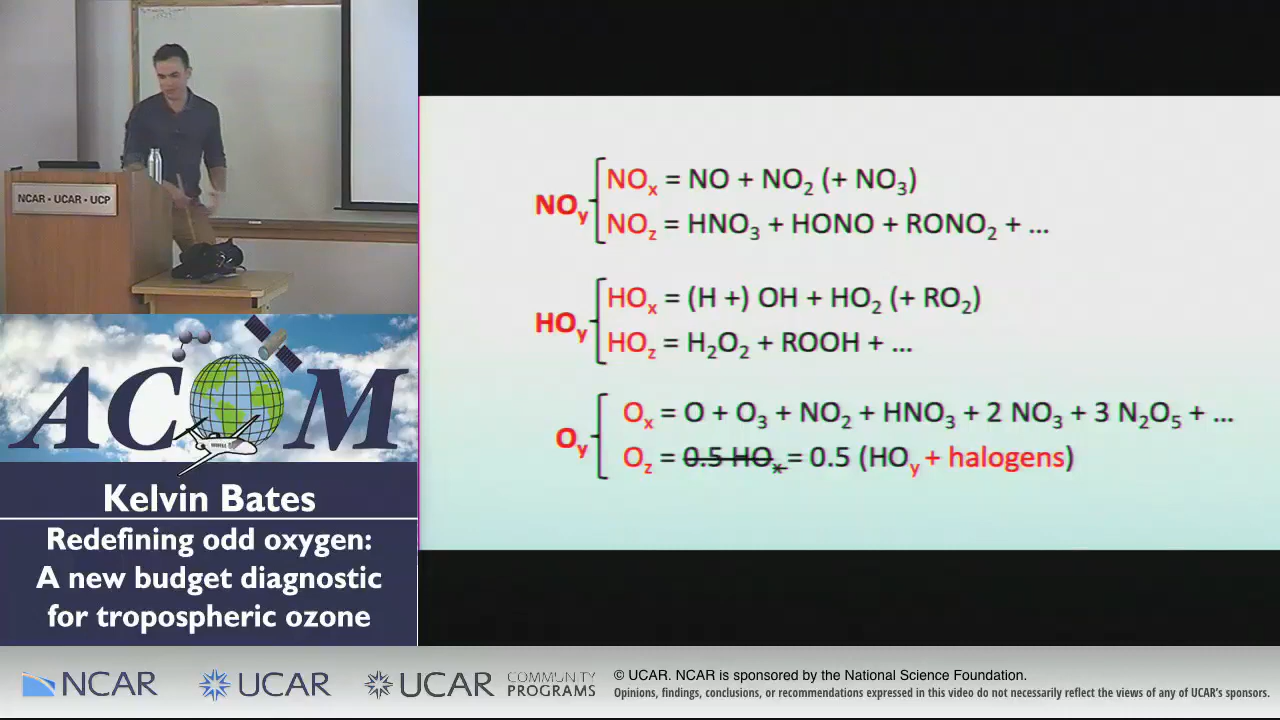 NCAR • UCAR • UCP
ACOM
Kelvin Bates
Redefining odd oxygen:
A new budget diagnostic
for tropospheric ozone
NOy
NOx = NO + NO2 (+ NO3)
NOz = HNO3 + HONO + RONO2 + ...
HOy
HOx = (H +) OH + HO2 (+ RO2)
HOz = H2O2 + ROOH + ...
Oy
Ox = O + O3 + NO2 + HNO3 + 2 NO3 + 3 N2O5 + ...
Oz = 0.5 HOx = 0.5 (HOy + halogens)
NCAR
UCAR
UCAR COMMUNITY PROGRAMS
© UCAR. NCAR is sponsored by the National Science Foundation.
Opinions, findings, conclusions, or recommendations expressed in this video do not necessarily reflect the views of any of UCAR's sponsors.